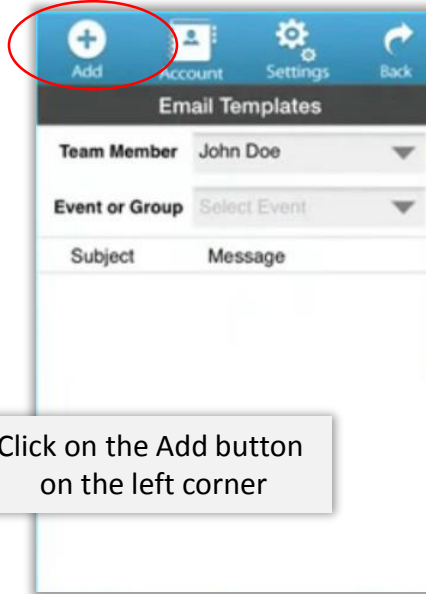 Add Account Settings Back
Email Templates
Team Member John Doe
Event or Group Select Event
Subject Message
Click on the Add button
on the left corner